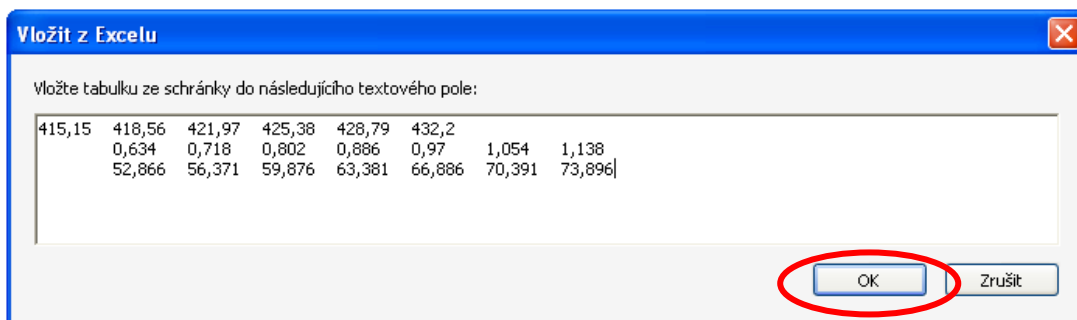 Vložit z Excelu
Vložte tabulku ze schránky do následujícího textového pole:
415,15 418,56 421,97 425,38 428,79 432,2
0,634 0,718 0,802 0,886 0,97 1,054 1,138
52,866 56,371 59,876 63,381 66,886 70,391 73,896
OK Zrušit